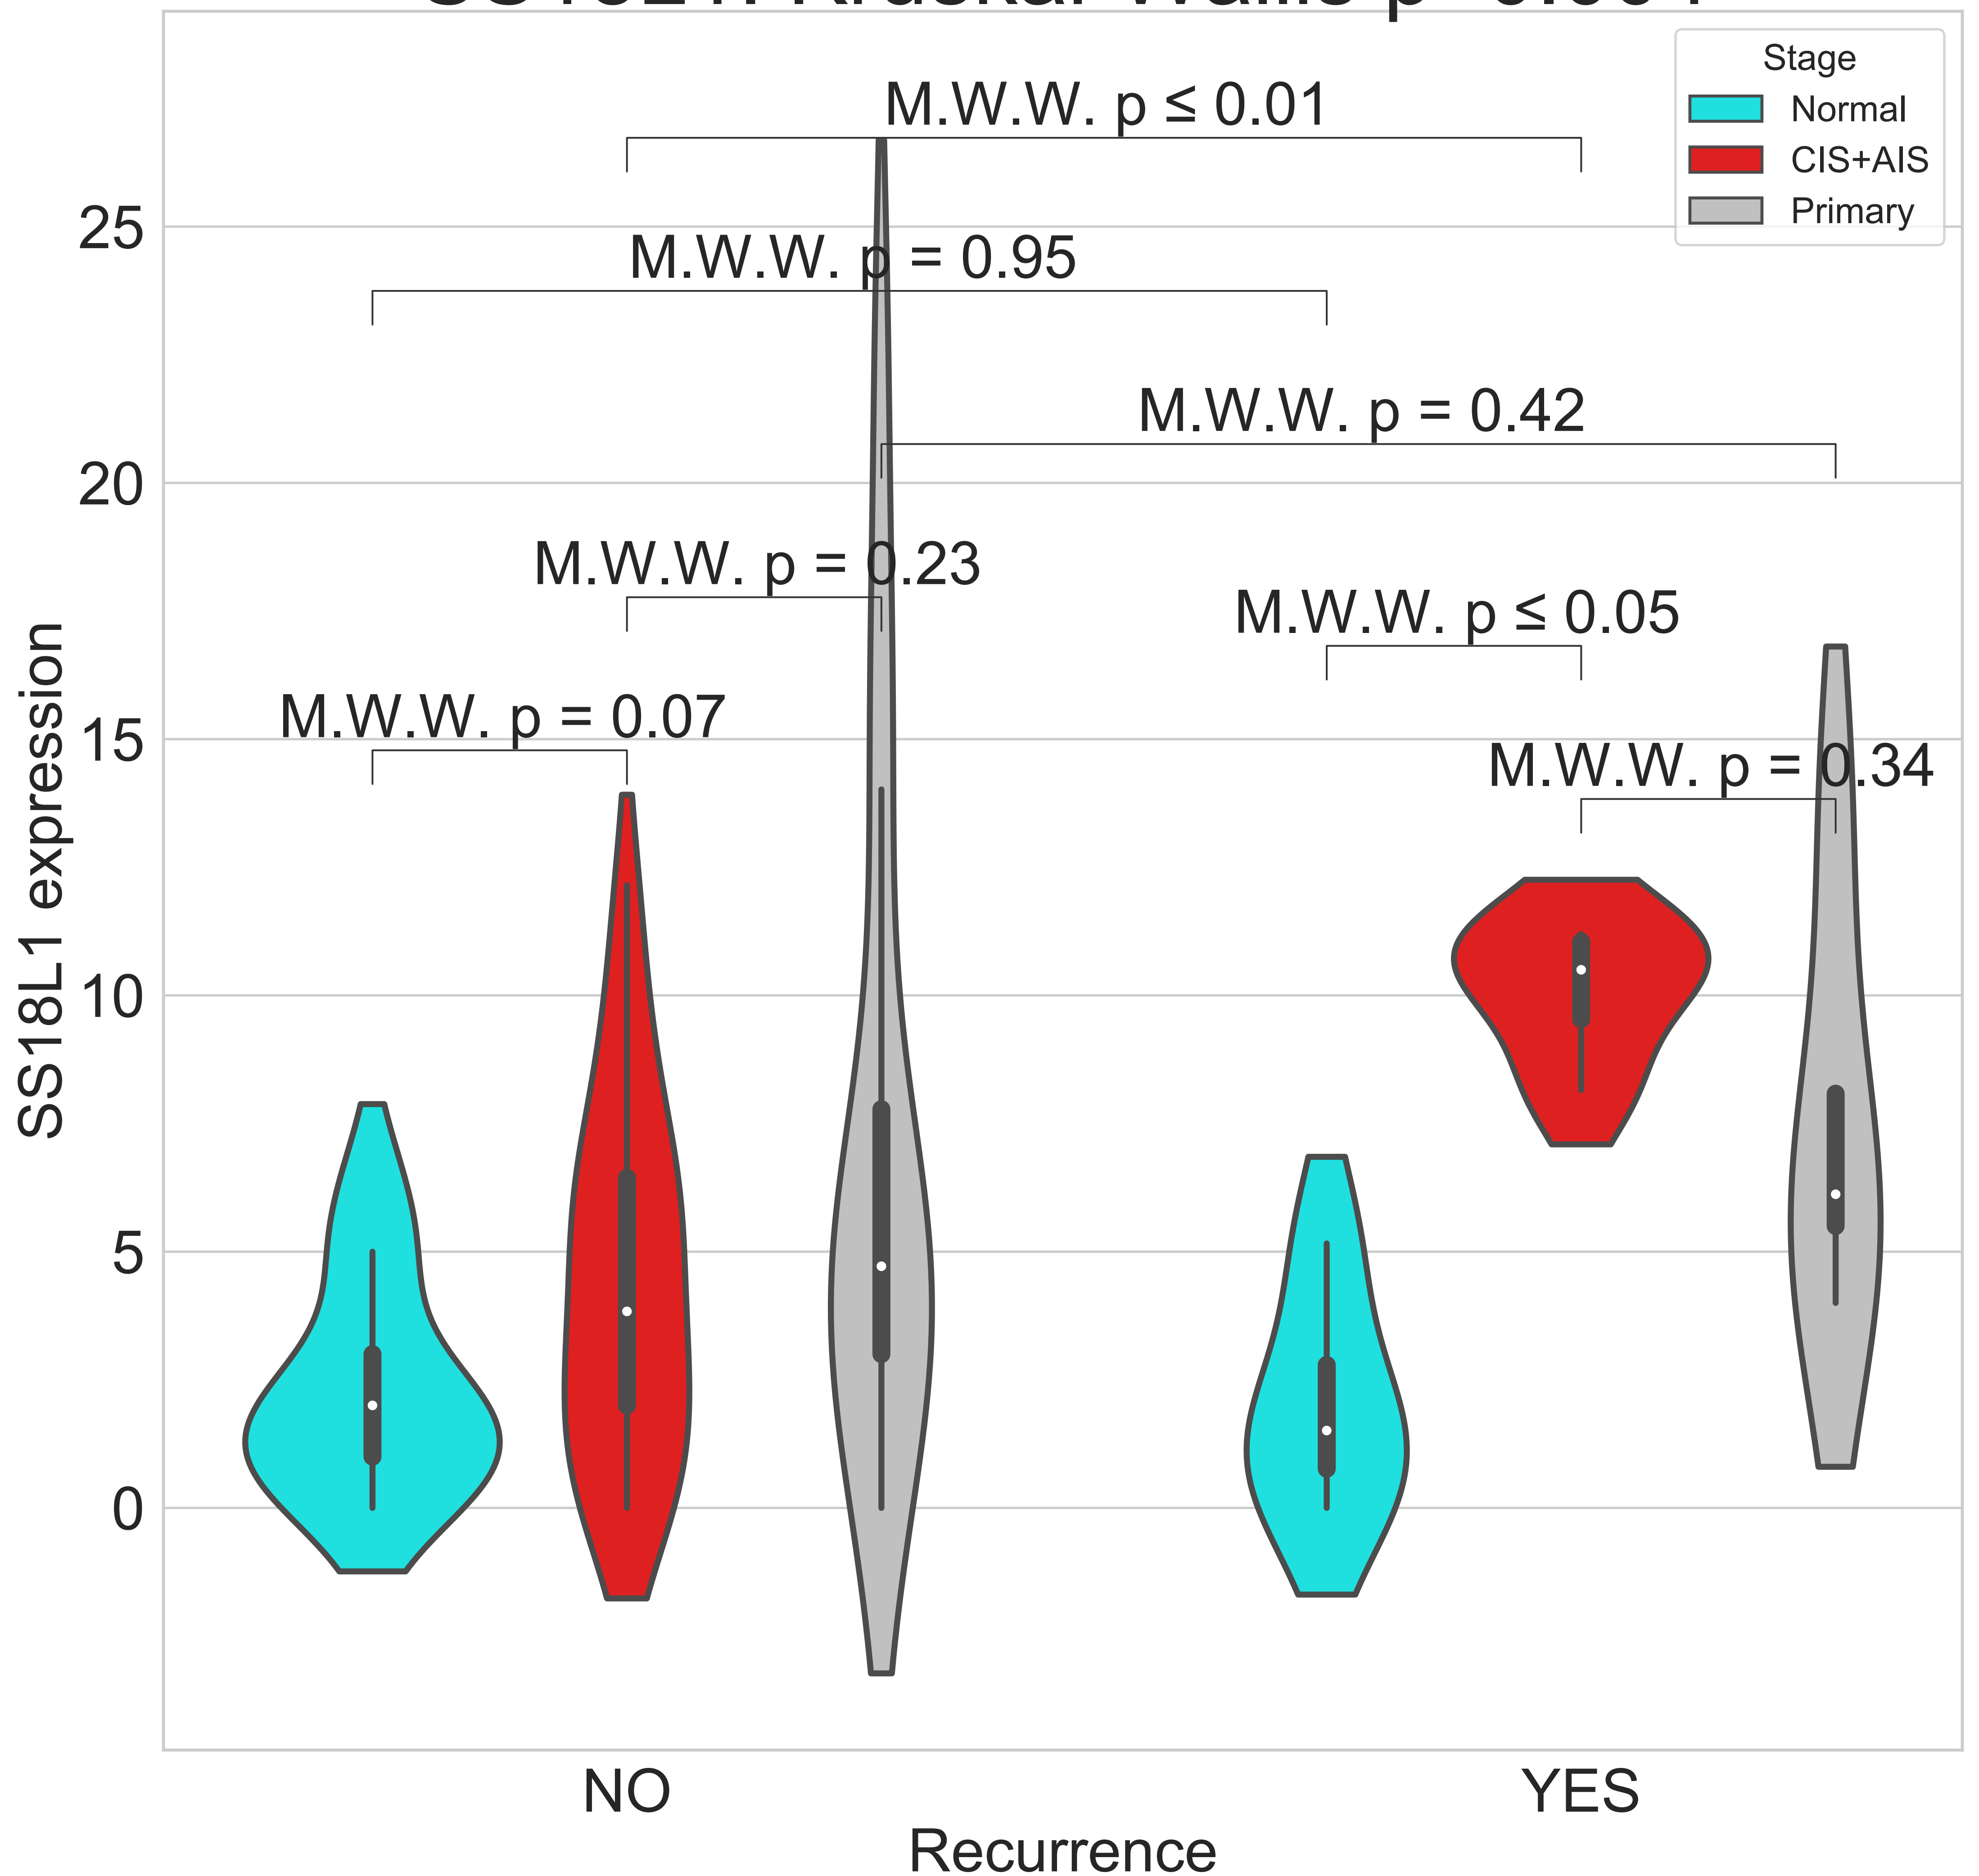 Stage
Normal
CIS+AIS
Primary
M.W.W. p ≤ 0.01
M.W.W. p = 0.95
M.W.W. p = 0.42
M.W.W. p = 0.23
M.W.W. p ≤ 0.05
M.W.W. p = 0.07
M.W.W. p = 0.34
25
20
15
10
5
0
SS18L1 expression
NO
YES
Recurrence